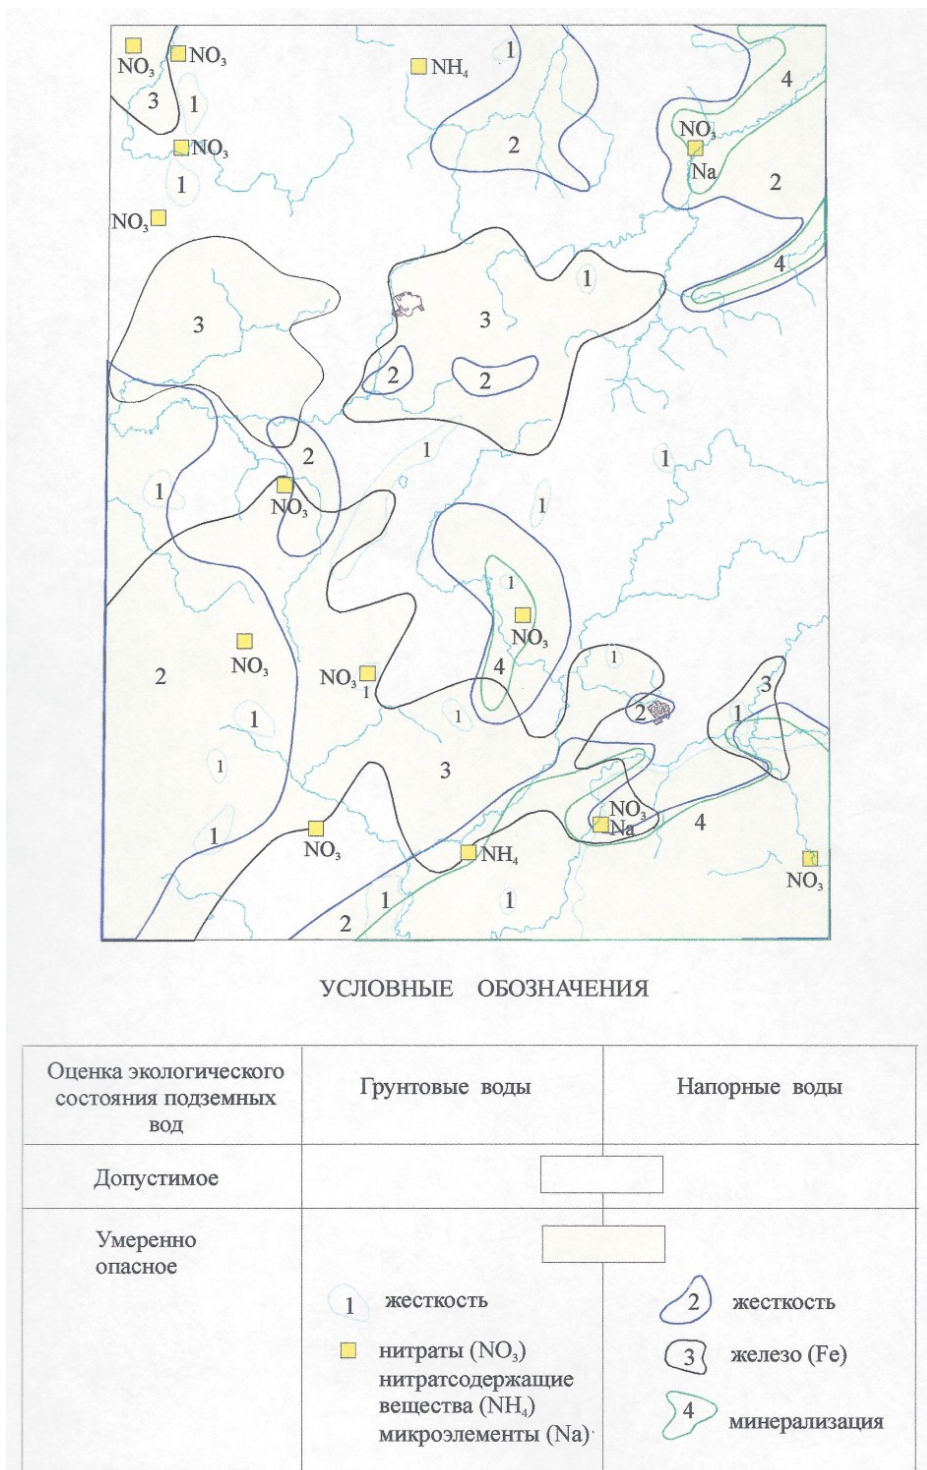 NO₃
NO₃
NH₄
1
4
3
1
NO₃
NO₃
2
Na
1
2
NO₃
4
1
3
3
2
2
1
2
1
1
1
NO₃
1
NO₃
NO₃
1
2
NO₃
4
3
1
2
1
1
1
3
1
NO₃
Na
4
1
NO₃
NH₄
NO₃
1
1
2
УСЛОВНЫЕ ОБОЗНАЧЕНИЯ
Оценка экологического
состояния подземных
вод
Грунтовые воды
Напорные воды
Допустимое
Умеренно
опасное
1 жесткость
нитраты (NO₃)
нитратсодержащие
вещества (NH₄)
микроэлементы (Na)
2 жесткость
3 железо (Fe)
4 минерализация